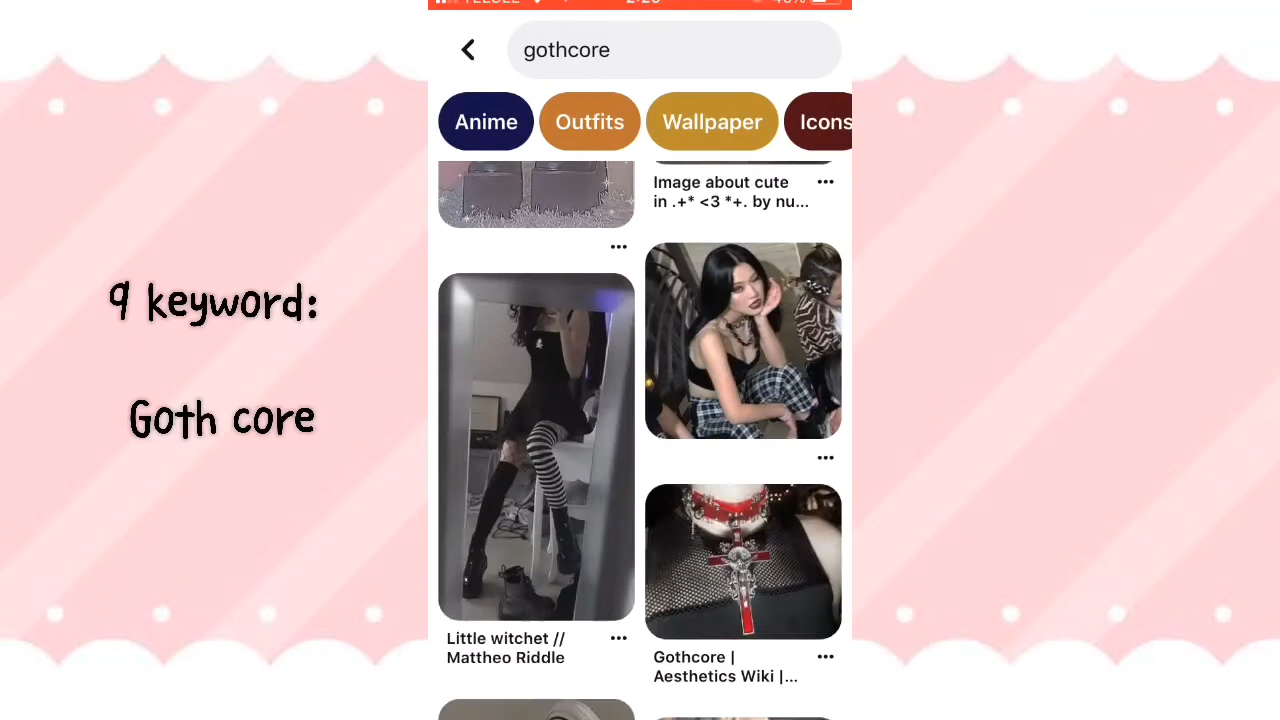 gothcore
Anime
Outfits
Wallpaper
Icons
Image about cute
in .+* <3 *+. by nu...
9 keyword:
Goth core
Little witchet //
Mattheo Riddle
Gothcore |
Aesthetics Wiki |...